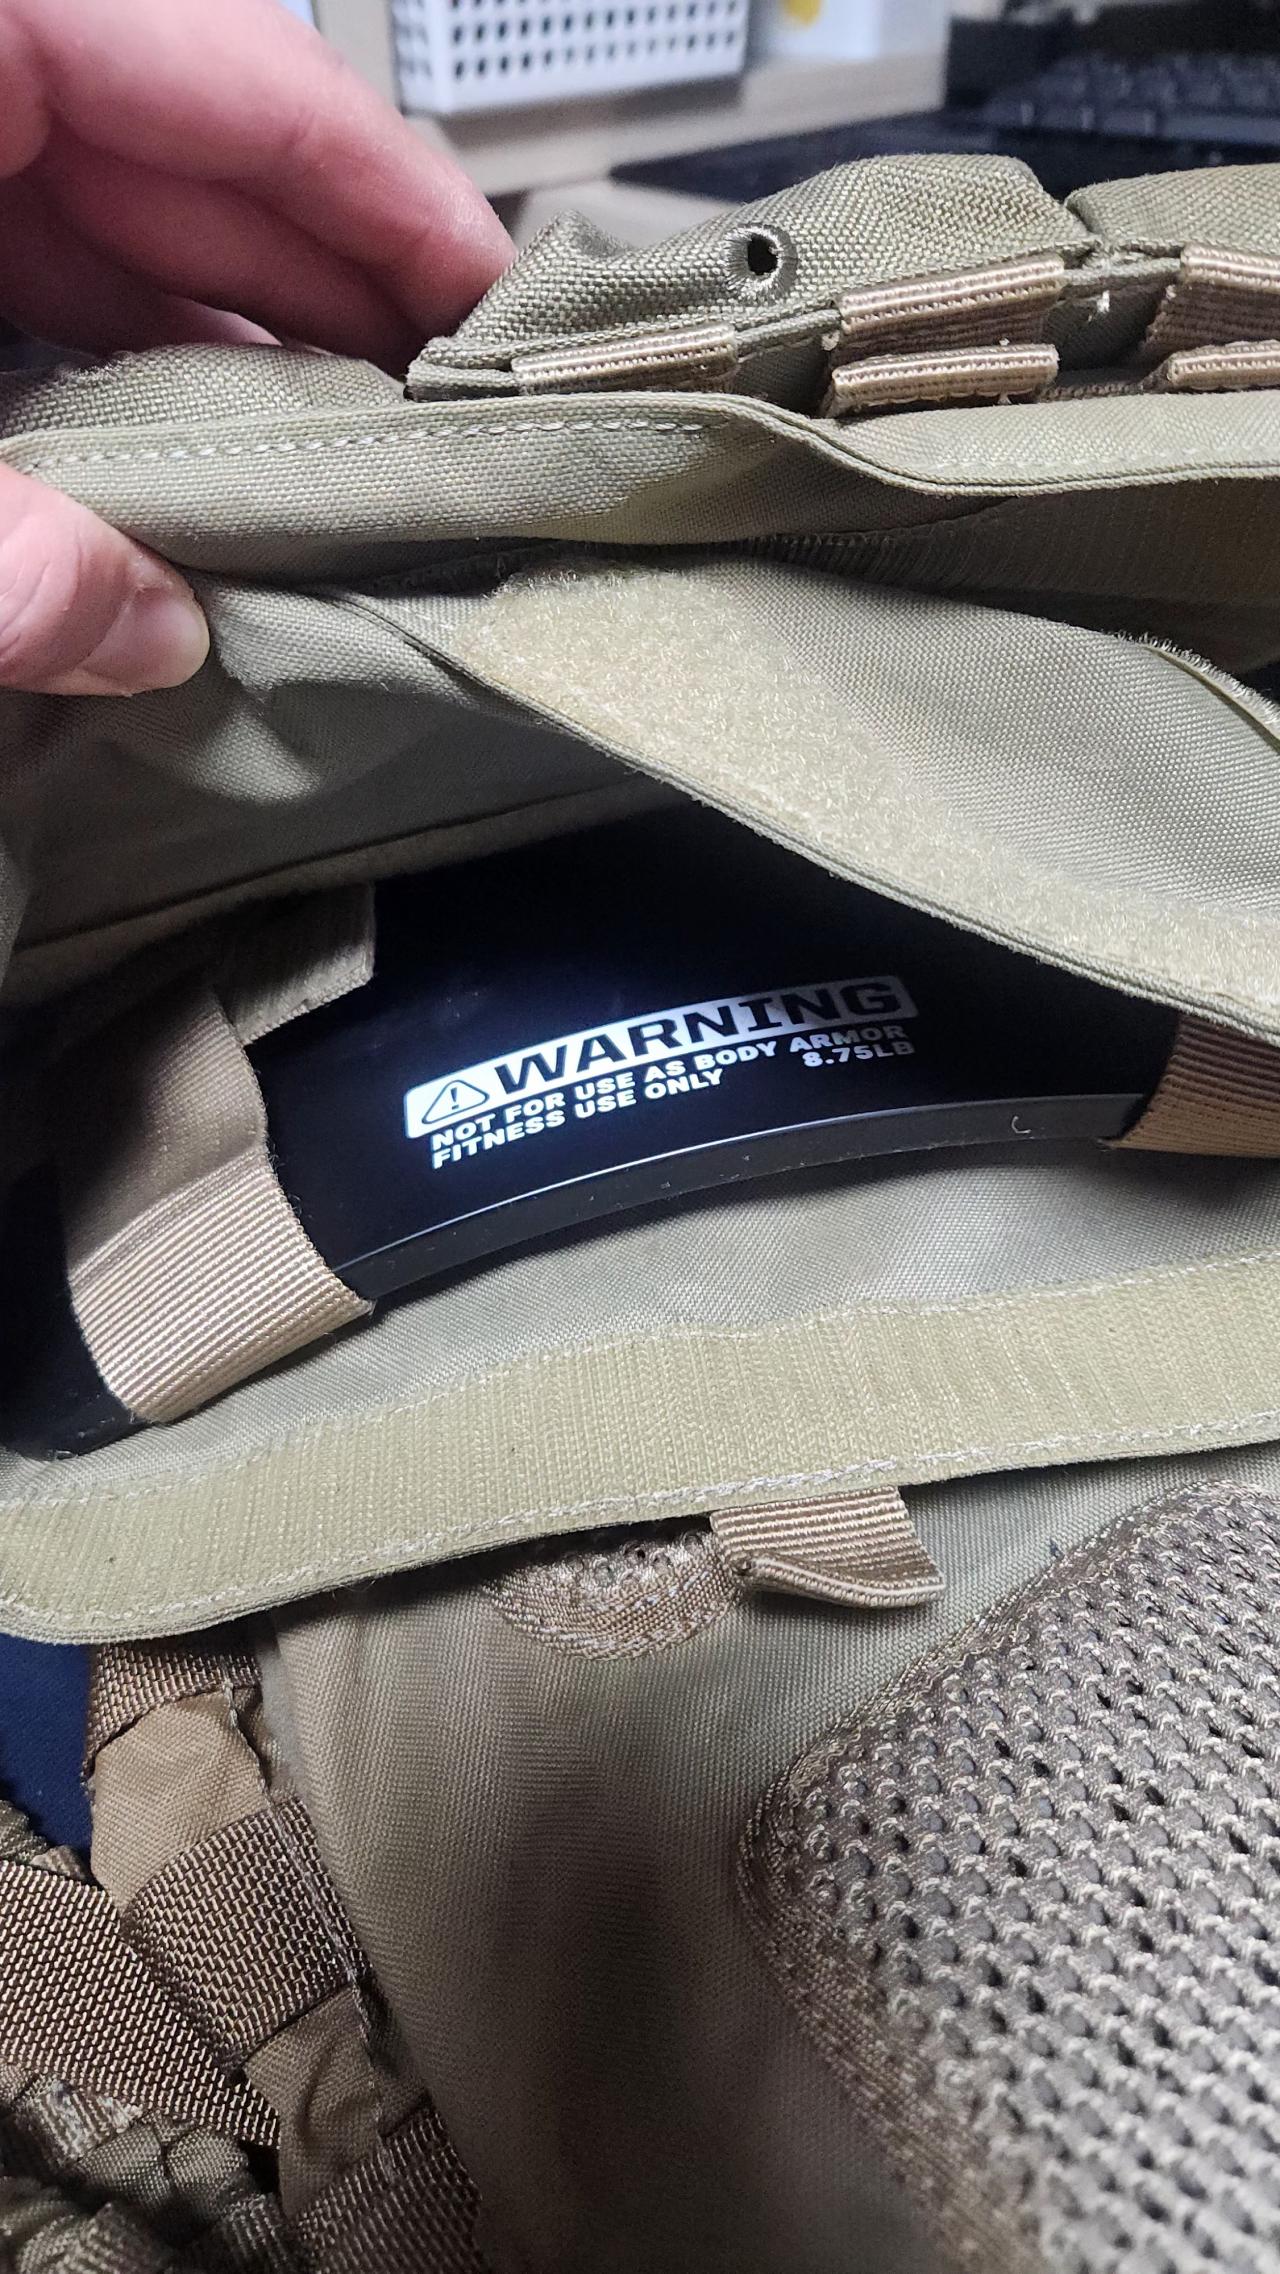 WARNING
NOT FOR USE AS BODY ARMOR
FITNESS USE ONLY 8.75LB